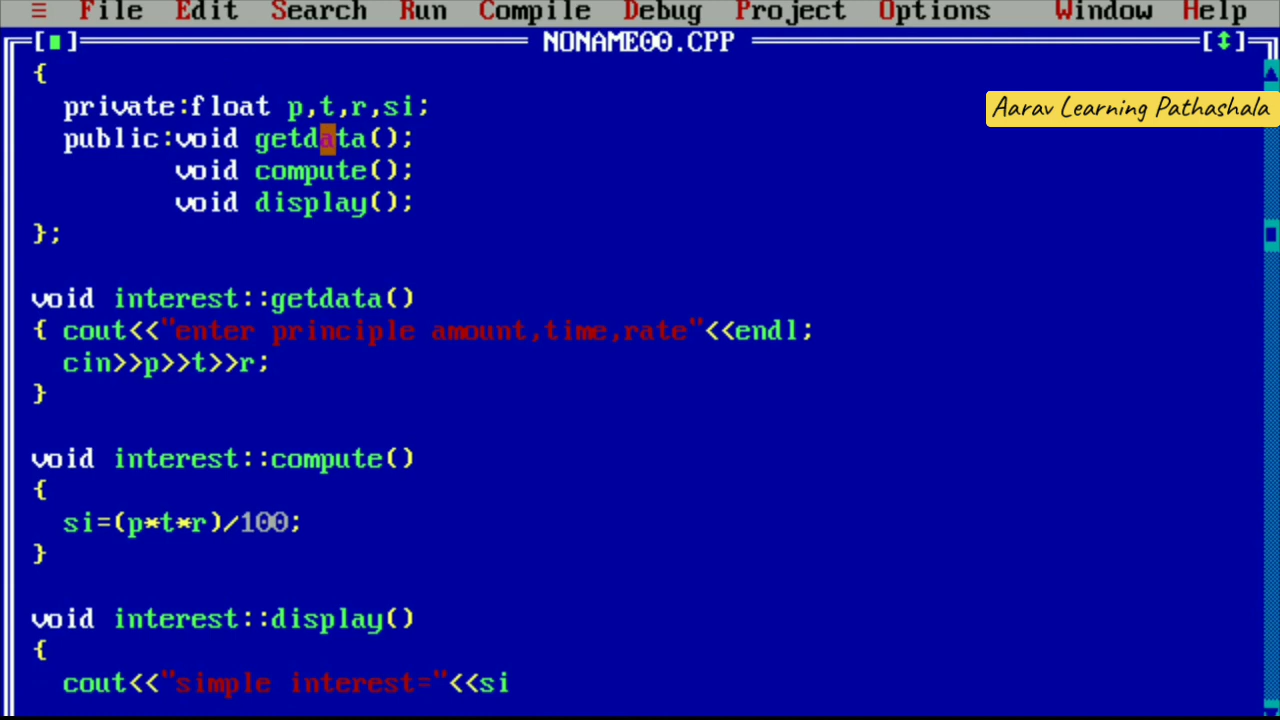 ≡ File Edit Search Run Compile Debug Project Options Window Help
[■] NONAME00.CPP [↕]
{
private:float p,t,r,si;
Aarav Learning Pathashala
public:void getdata();
void compute();
void display();
};
void interest::getdata()
{ cout<<"enter principle amount,time,rate"<<endl;
cin>>p>>t>>r;
}
void interest::compute()
{
si=(p*t*r)/100;
}
void interest::display()
{
cout<<"simple interest="<<si